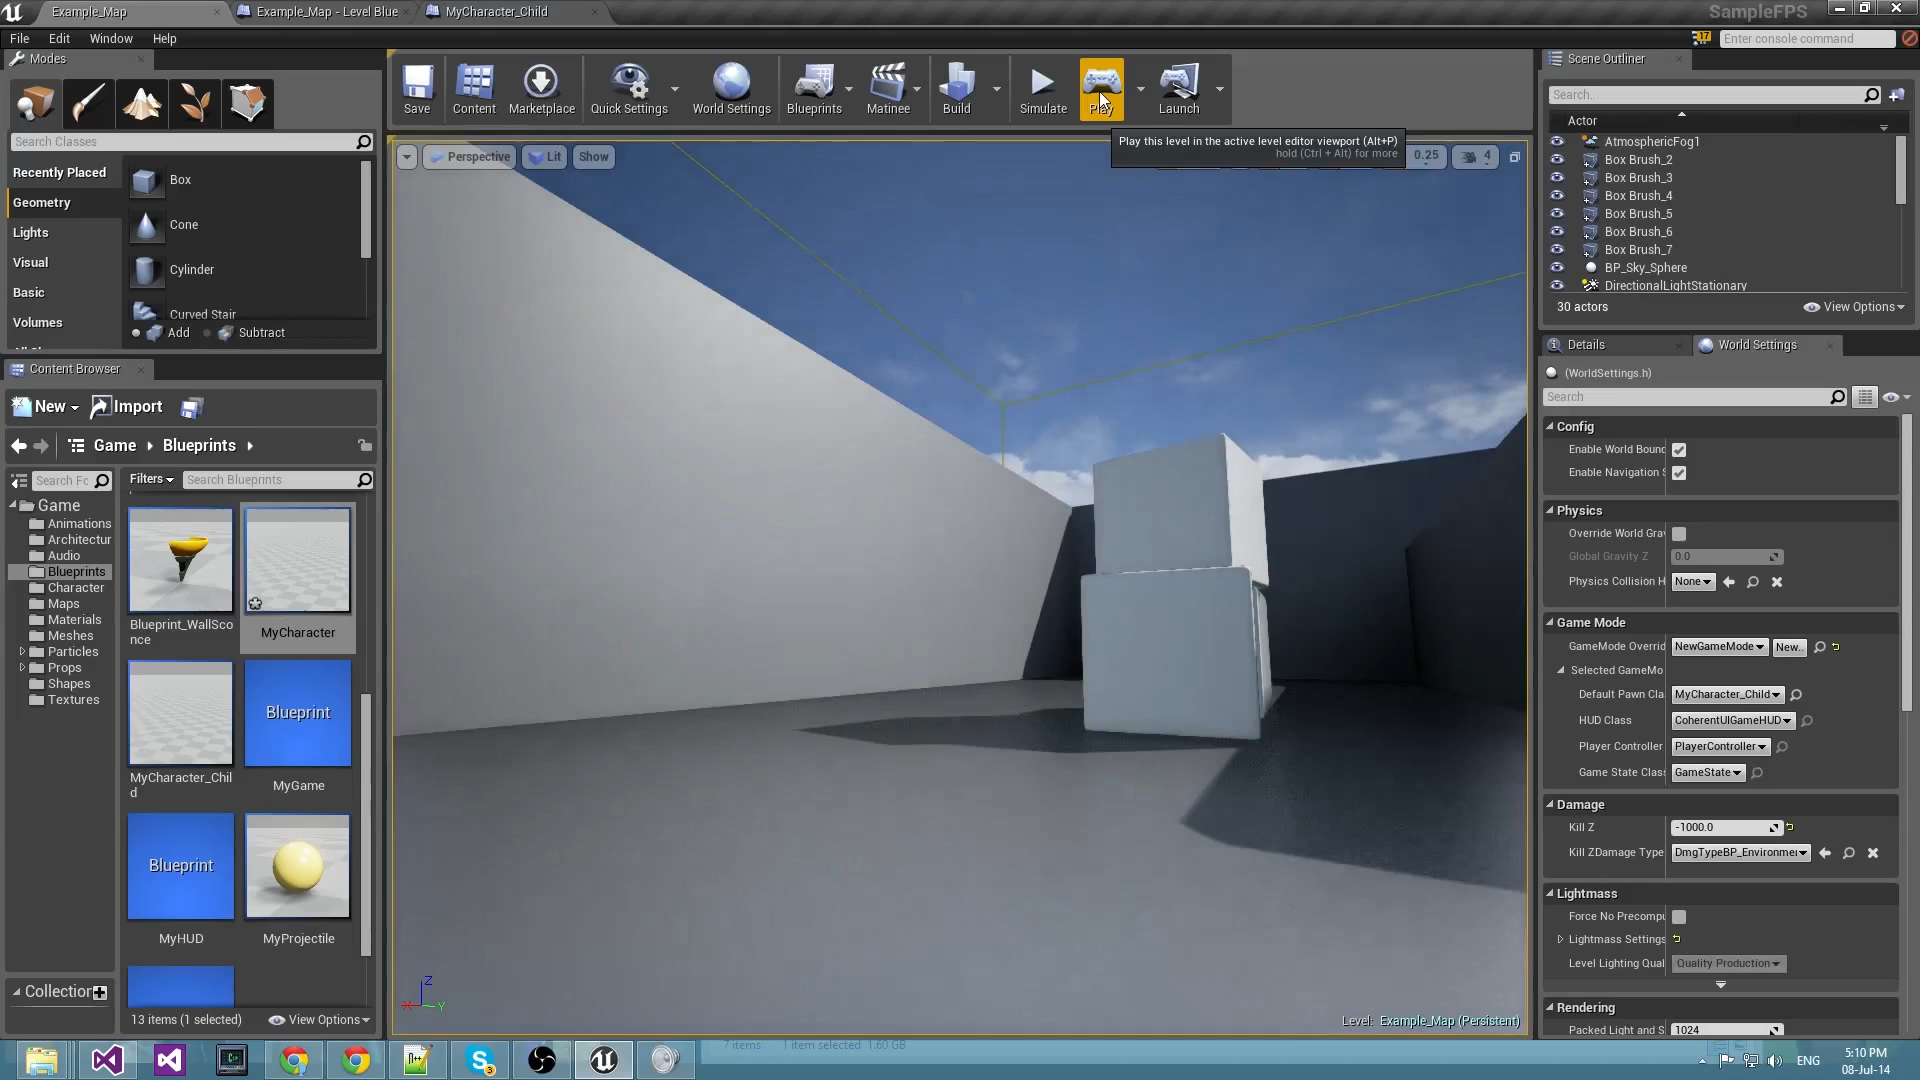 Example_Map
Example_Map - Level Blue
MyCharacter_Child
SampleFPS
File
Edit
Window
Help
17
Enter console command
Modes
Save
Content
Marketplace
Quick Settings
World Settings
Blueprints
Matinee
Build
Simulate
Play
Launch
Play this level in the active level editor viewport (Alt+P)
hold (Ctrl + Alt) for more
Search Classes
Recently Placed
Geometry
Lights
Visual
Basic
Volumes
Box
Cone
Cylinder
Curved Stair
Add
Subtract
Perspective
Lit
Show
0.25
4
Scene Outliner
Search...
Actor
AtmosphericFog1
Box Brush_2
Box Brush_3
Box Brush_4
Box Brush_5
Box Brush_6
Box Brush_7
BP_Sky_Sphere
DirectionalLightStationary
30 actors
View Options
Content Browser
New
Import
Game
Blueprints
Search Fc
Filters
Search Blueprints
Game
Animations
Architectur
Audio
Blueprints
Character
Maps
Materials
Meshes
Particles
Props
Shapes
Textures
Collection
Blueprint_WallSco
nce
MyCharacter
MyCharacter_Chil
d
Blueprint
MyGame
Blueprint
MyHUD
MyProjectile
13 items (1 selected)
View Options
Z
X
Y
Level: Example_Map (Persistent)
Details
World Settings
(WorldSettings.h)
Search
Config
Enable World Bounc
Enable Navigation S
Physics
Override World Gra
Global Gravity Z
0.0
Physics Collision H
None
Game Mode
GameMode Overrid
NewGameMode
New..
Selected GameMo
Default Pawn Cla
MyCharacter_Child
HUD Class
CoherentUIGameHUD
Player Controller
PlayerController
Game State Clas
GameState
Damage
Kill Z
-1000.0
Kill ZDamage Type
DmgTypeBP_Environmer
Lightmass
Force No Precompu
Lightmass Settings
Level Lighting Qual
Quality Production
Rendering
Packed Light and S
1024
7 items
1 item selected 1.60 GB
S
3
ENG
5:10 PM
08-Jul-14